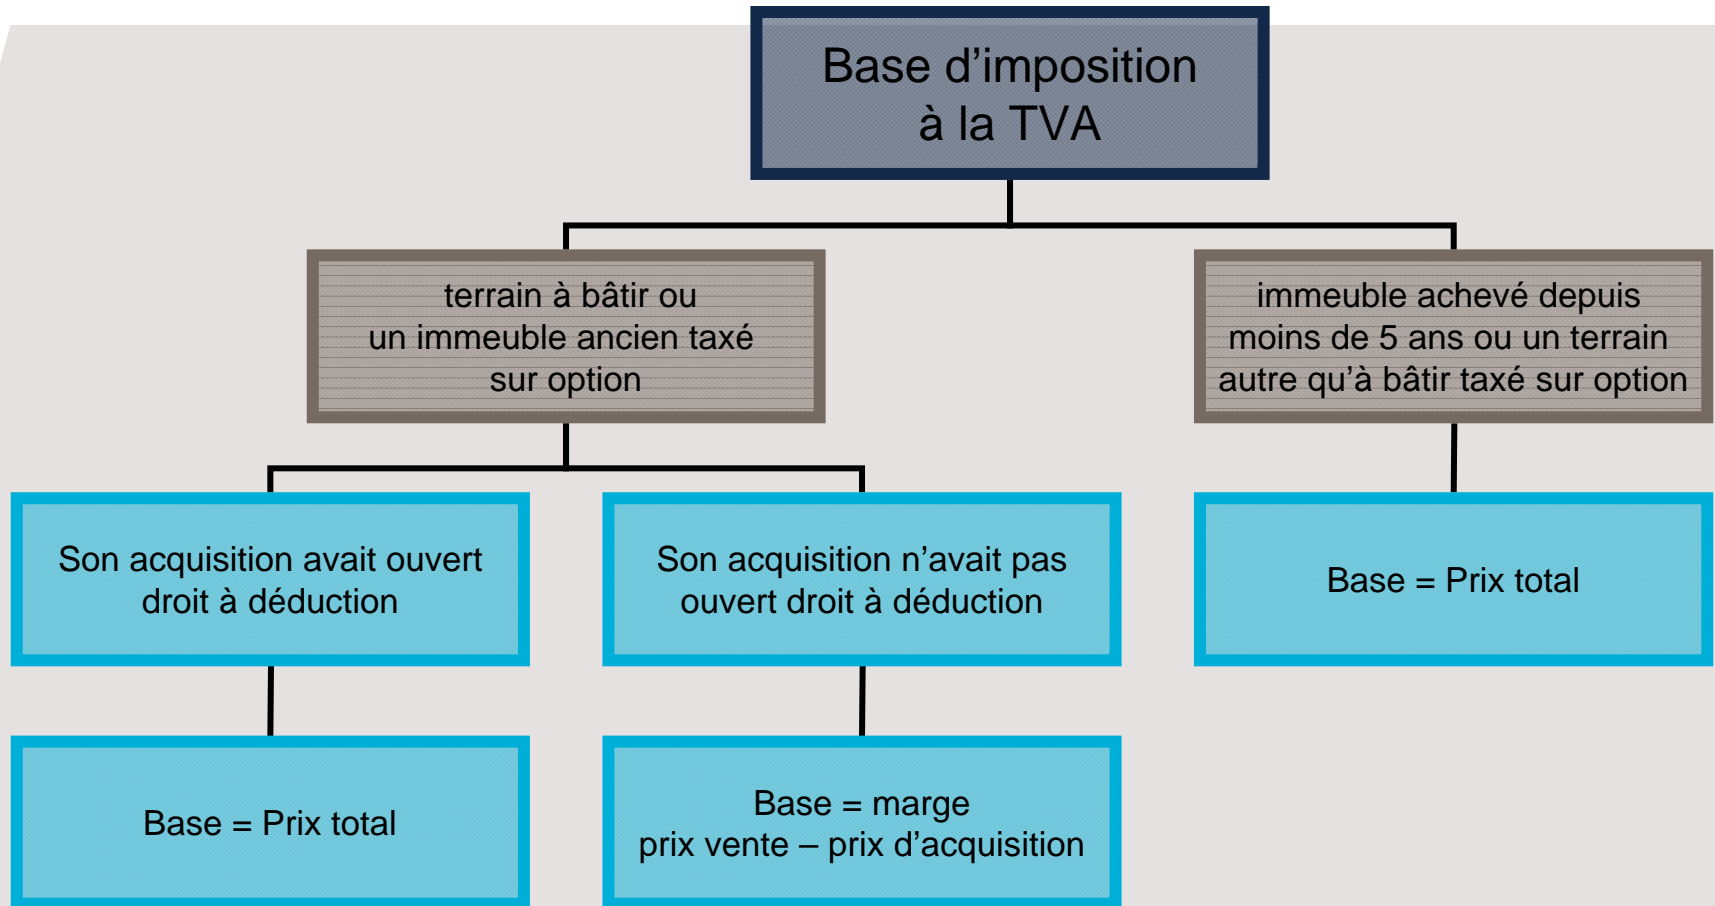 Base d’imposition
à la TVA
terrain à bâtir ou
un immeuble ancien taxé
sur option
immeuble achevé depuis
moins de 5 ans ou un terrain
autre qu’à bâtir taxé sur option
Son acquisition avait ouvert
droit à déduction
Son acquisition n’avait pas
ouvert droit à déduction
Base = Prix total
Base = Prix total
Base = marge
prix vente – prix d’acquisition